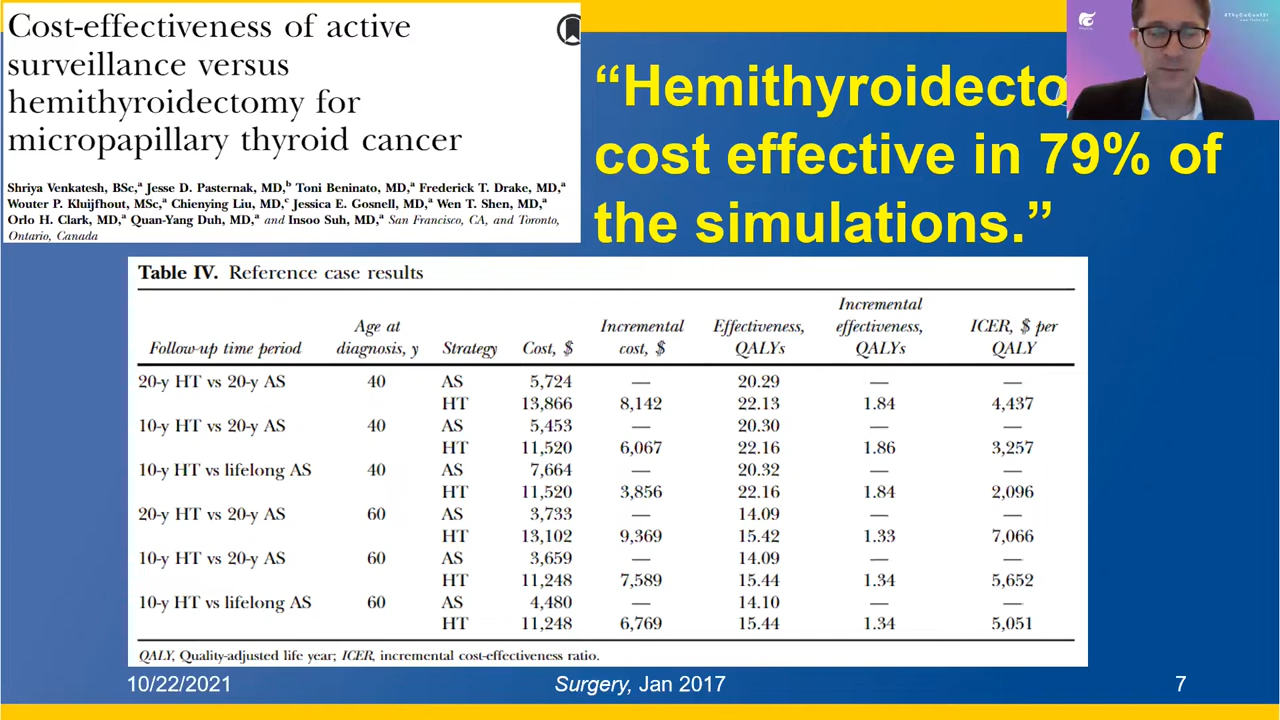 Cost-effectiveness of active
surveillance versus
hemithyroidectomy for
micropapillary thyroid cancer
Shriya Venkatesh, BSc,a Jesse D. Pasternak, MD,b Toni Beninato, MD,a Frederick T. Drake, MD,a
Wouter P. Kluijfhout, MSc,a Chienying Liu, MD,c Jessica E. Gosnell, MD,a Wen T. Shen, MD,a
Orlo H. Clark, MD,a Quan-Yang Duh, MD,a and Insoo Suh, MD,a San Francisco, CA, and Toronto,
Ontario, Canada
“Hemithyroidecto
cost effective in 79% of
the simulations.”
Table IV. Reference case results
Follow-up time period Age at diagnosis, y Strategy Cost, $ Incremental cost, $ Effectiveness, QALYs Incremental effectiveness, QALYs ICER, $ per QALY
20-y HT vs 20-y AS 40 AS 5,724 — 20.29 — —
HT 13,866 8,142 22.13 1.84 4,437
10-y HT vs 20-y AS 40 AS 5,453 — 20.30 — —
HT 11,520 6,067 22.16 1.86 3,257
10-y HT vs lifelong AS 40 AS 7,664 — 20.32 — —
HT 11,520 3,856 22.16 1.84 2,096
20-y HT vs 20-y AS 60 AS 3,733 — 14.09 — —
HT 13,102 9,369 15.42 1.33 7,066
10-y HT vs 20-y AS 60 AS 3,659 — 14.09 — —
HT 11,248 7,589 15.44 1.34 5,652
10-y HT vs lifelong AS 60 AS 4,480 — 14.10 — —
HT 11,248 6,769 15.44 1.34 5,051
QALY, Quality-adjusted life year; ICER, incremental cost-effectiveness ratio.
10/22/2021 Surgery, Jan 2017 7